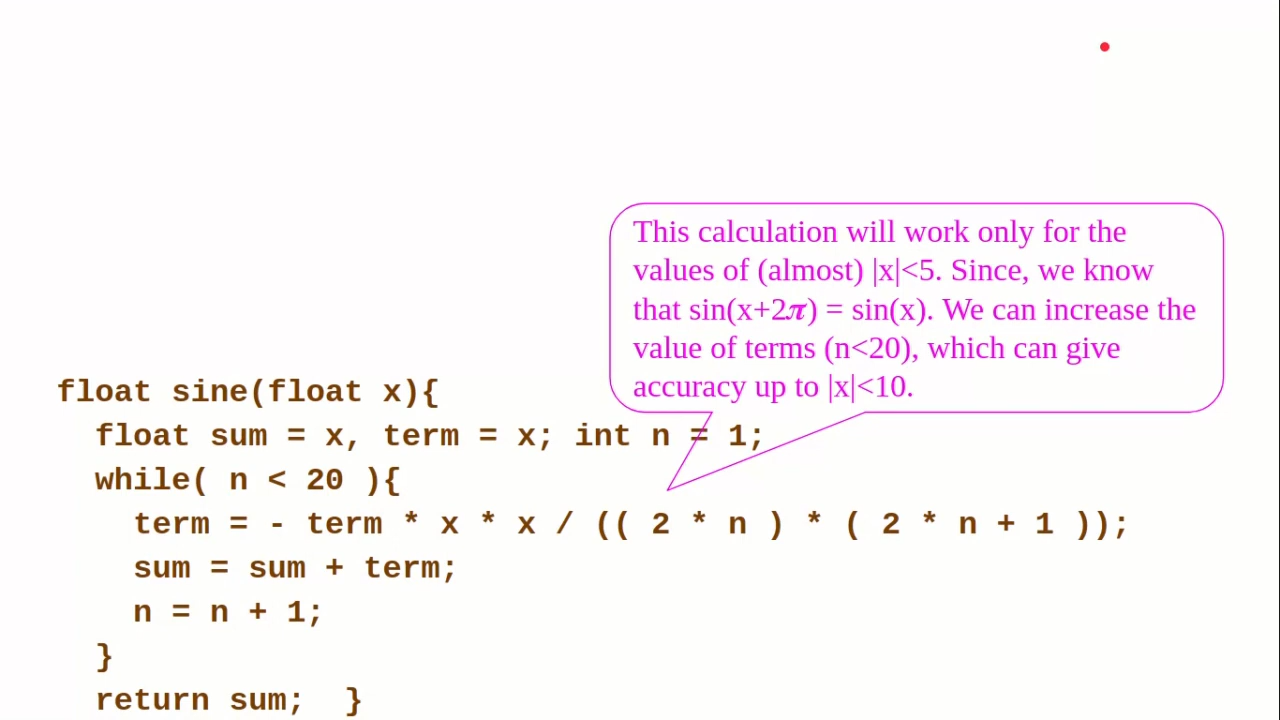 This calculation will work only for the
values of (almost) |x|<5. Since, we know
that sin(x+2𝝅) = sin(x). We can increase the
value of terms (n<20), which can give
accuracy up to |x|<10.
float sine(float x){
  float sum = x, term = x; int n = 1;
  while( n < 20 ){
    term = - term * x * x / (( 2 * n ) * ( 2 * n + 1 ));
    sum = sum + term;
    n = n + 1;
  }
  return sum;  }